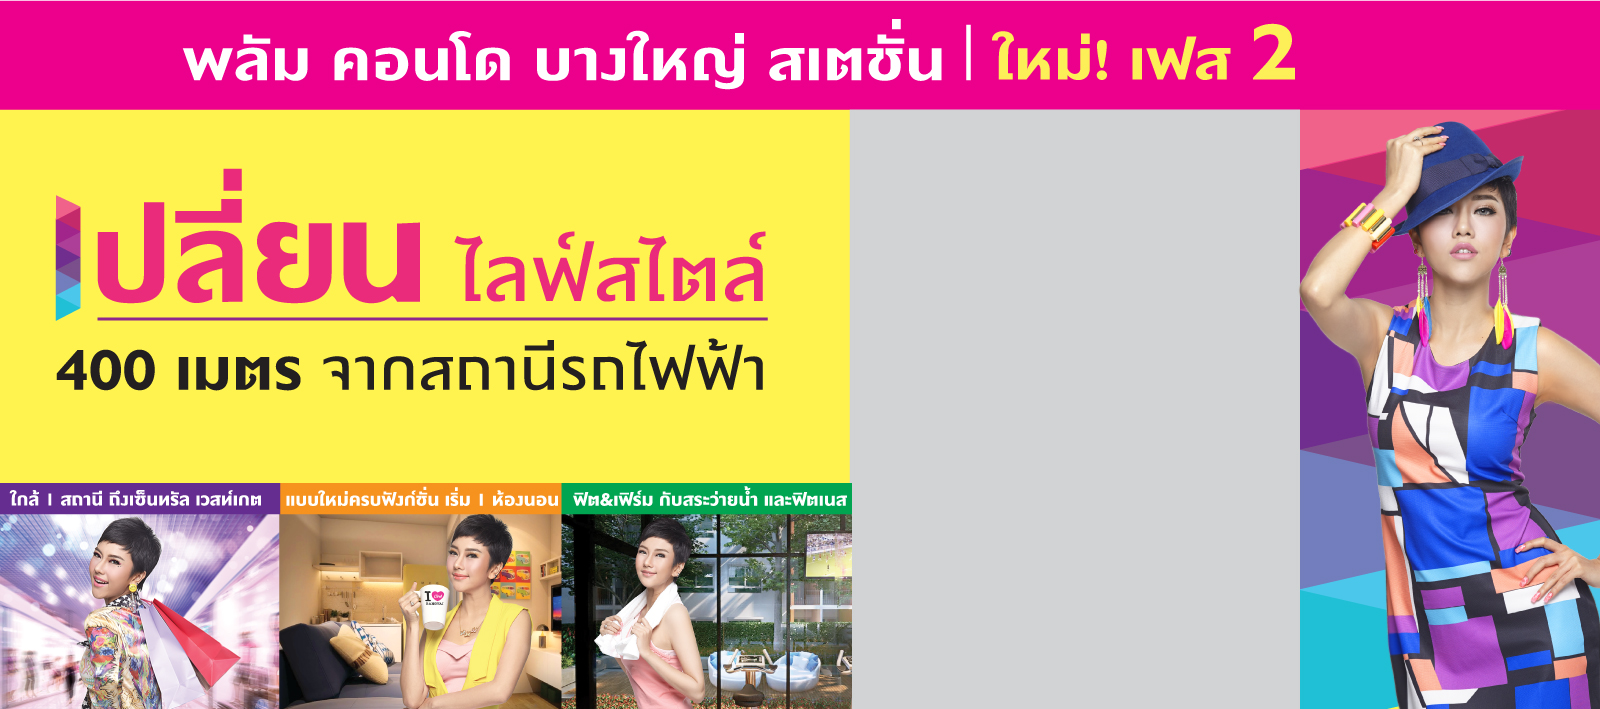 พลัม คอนโด บางใหญ่ สเตชั่น | ใหม่! เฟส 2
เปลี่ยน ไลฟ์สไตล์
400 เมตร จากสถานีรถไฟฟ้า
ใกล้ 1 สถานี ถึงเซ็นทรัล เวสท์เกต
แบบใหม่ครบฟังก์ชั่น เริ่ม 1 ห้องนอน
ฟิต&เฟิร์ม กับสระว่ายน้ำ และฟิตเนส
I